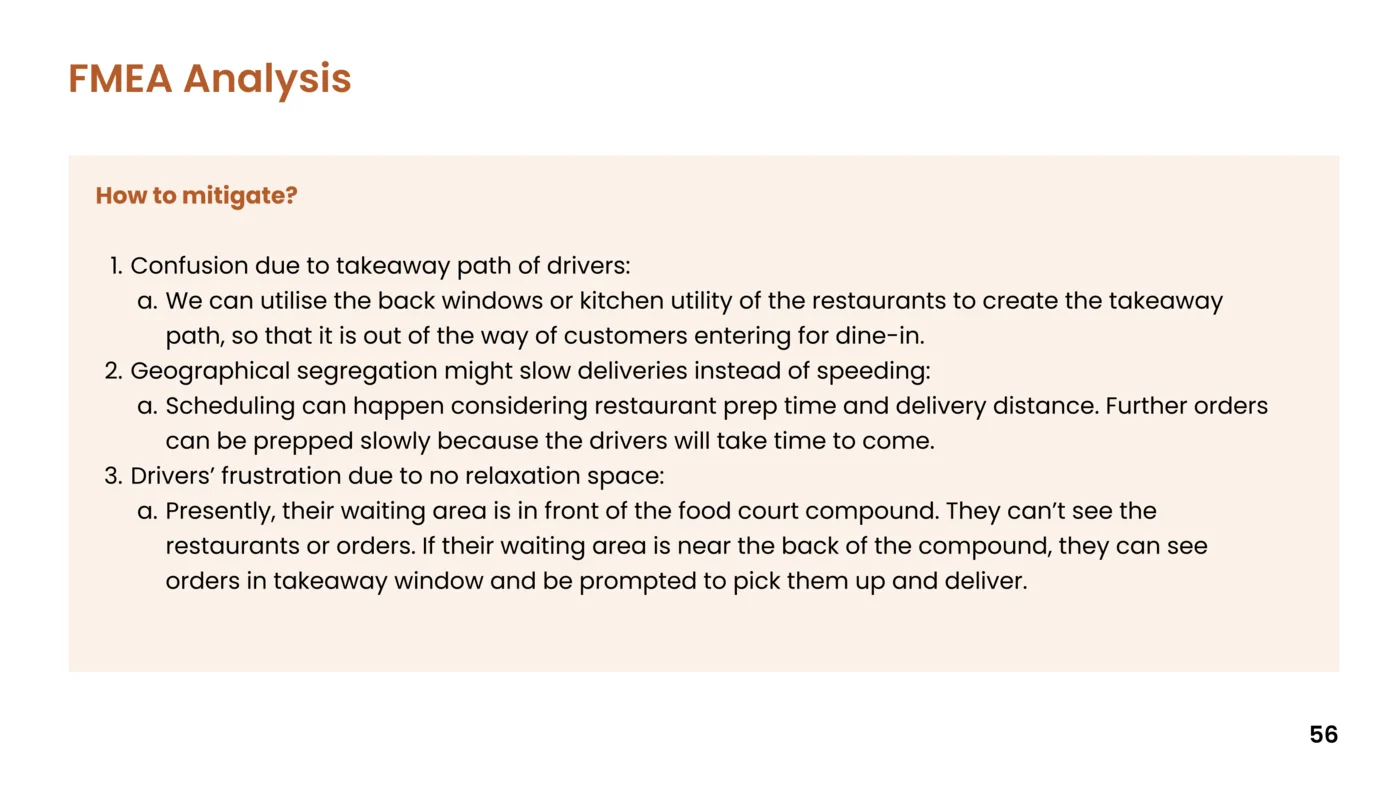 FMEA Analysis
How to mitigate?
1. Confusion due to takeaway path of drivers:
a. We can utilise the back windows or kitchen utility of the restaurants to create the takeaway
path, so that it is out of the way of customers entering for dine-in.
2. Geographical segregation might slow deliveries instead of speeding:
a. Scheduling can happen considering restaurant prep time and delivery distance. Further orders
can be prepped slowly because the drivers will take time to come.
3. Drivers’ frustration due to no relaxation space:
a. Presently, their waiting area is in front of the food court compound. They can’t see the
restaurants or orders. If their waiting area is near the back of the compound, they can see
orders in takeaway window and be prompted to pick them up and deliver.
56